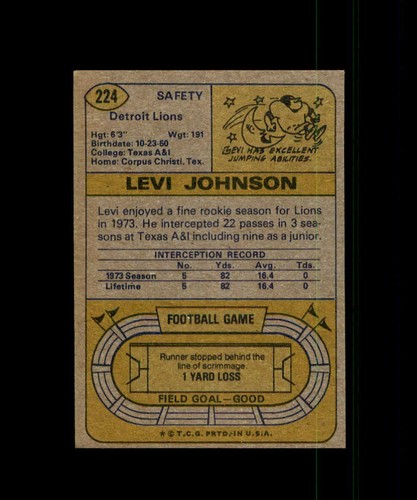 224
SAFETY
Detroit Lions
Hgt: 6'3" Wgt: 191
Birthdate: 10-23-50
College: Texas A&I
Home: Corpus Christi, Tex.
LEVI HAS EXCELLENT
JUMPING ABILITIES.
LEVI JOHNSON
Levi enjoyed a fine rookie season for Lions
in 1973. He intercepted 22 passes in 3 sea-
sons at Texas A&I including nine as a junior.
INTERCEPTION RECORD
No. Yds. Avg. Tds.
1973 Season 5 82 16.4 0
Lifetime 5 82 16.4 0
FOOTBALL GAME
Runner stopped behind the
line of scrimmage
1 YARD LOSS
FIELD GOAL—GOOD
* © T.C.G. PRTD. IN U.S.A.